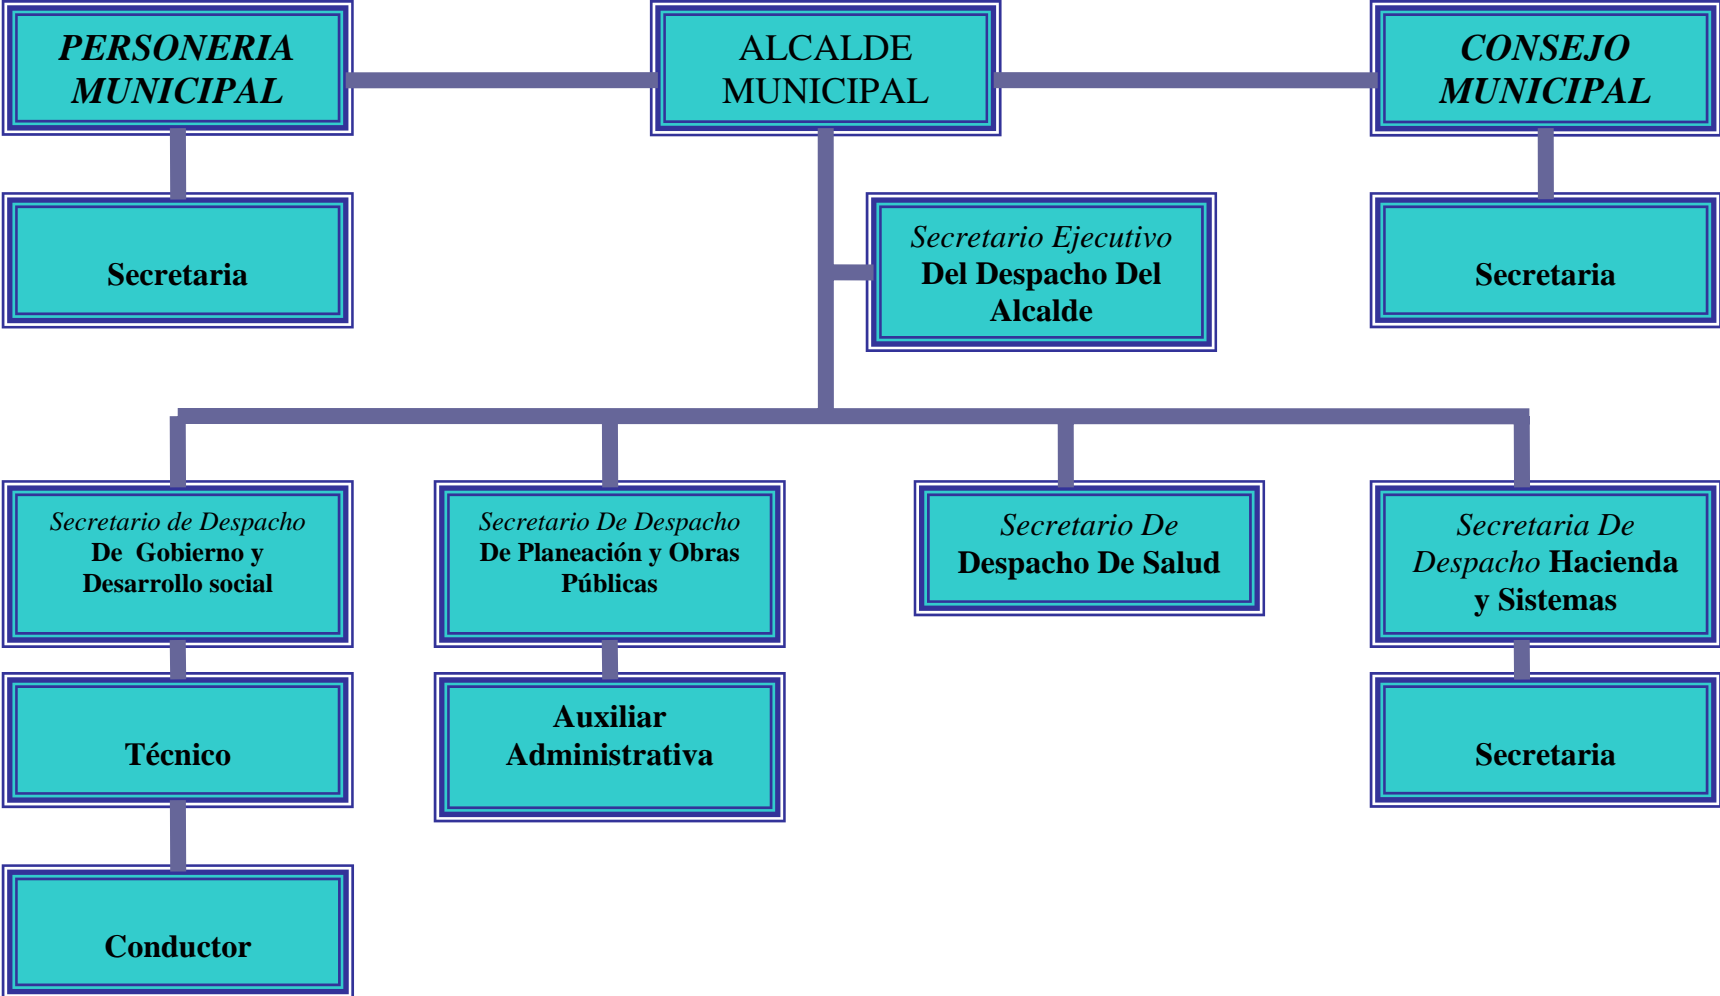 PERSONERIA
MUNICIPAL
ALCALDE
MUNICIPAL
CONSEJO
MUNICIPAL
Secretaria
Secretario Ejecutivo
Del Despacho Del
Alcalde
Secretaria
Secretario de Despacho
De Gobierno y
Desarrollo social
Secretario De Despacho
De Planeación y Obras
Públicas
Secretario De
Despacho De Salud
Secretaria De
Despacho Hacienda
y Sistemas
Técnico
Auxiliar
Administrativa
Secretaria
Conductor